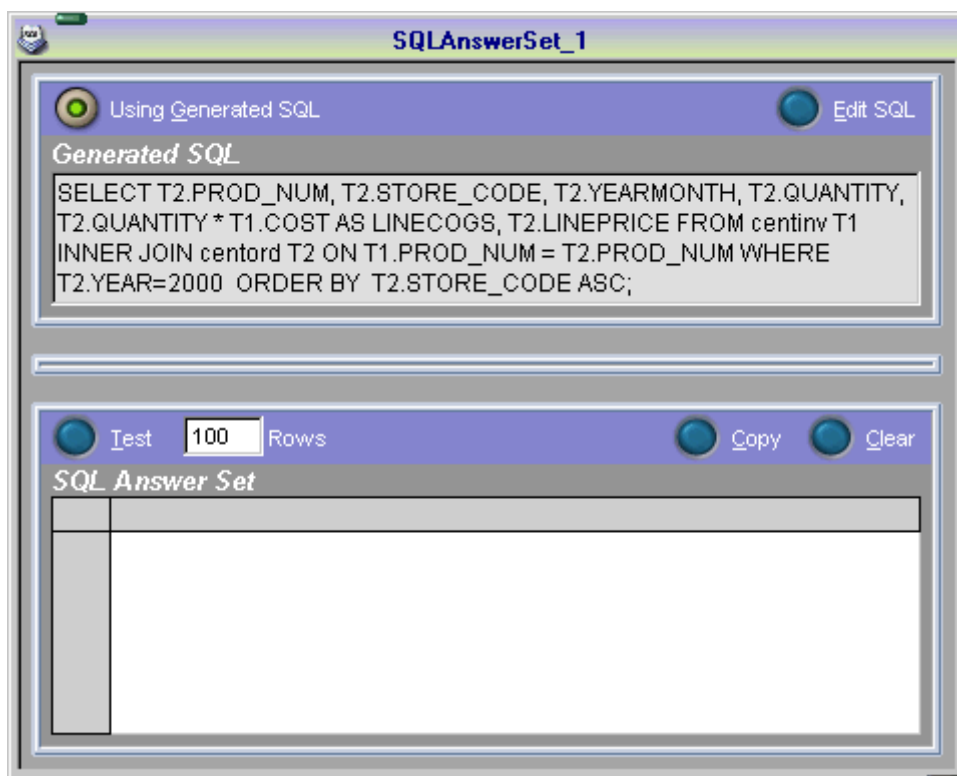 SQLAnswerSet_1
Using Generated SQL
Edit SQL
Generated SQL
SELECT T2.PROD_NUM, T2.STORE_CODE, T2.YEARMONTH, T2.QUANTITY,
T2.QUANTITY * T1.COST AS LINECOGS, T2.LINEPRICE FROM centinv T1
INNER JOIN centord T2 ON T1.PROD_NUM = T2.PROD_NUM WHERE
T2.YEAR=2000  ORDER BY  T2.STORE_CODE ASC;
Test 100 Rows
Copy
Clear
SQL Answer Set